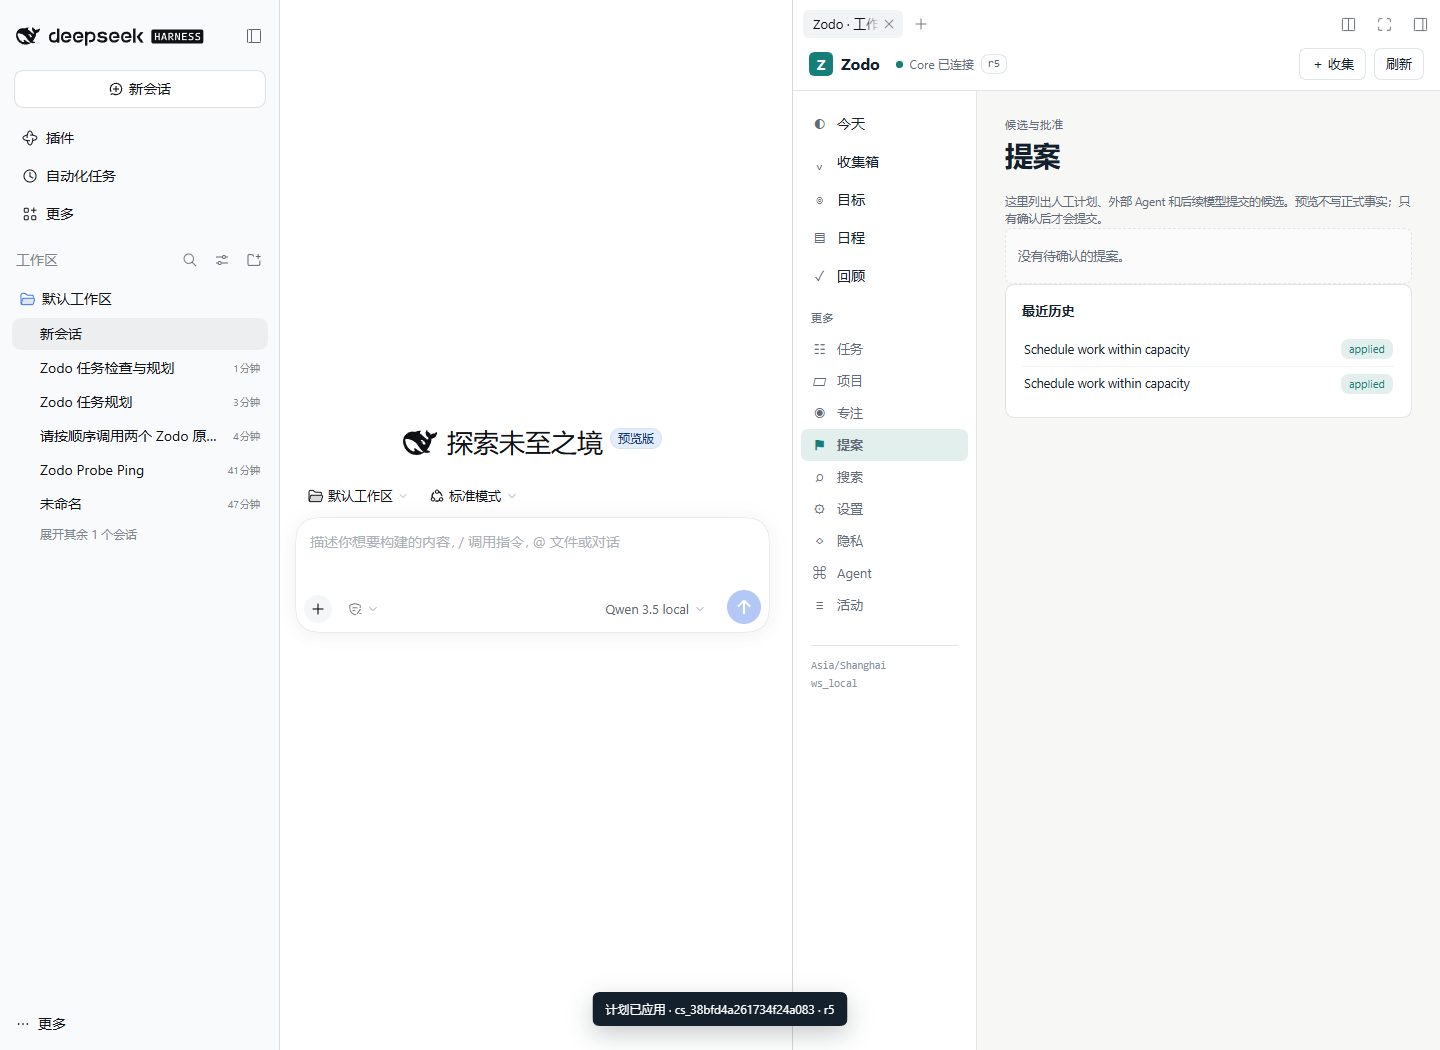 deepseek HARNESS
新会话
插件
自动化任务
更多
工作区
默认工作区
新会话
Zodo 任务检查与规划 1分钟
Zodo 任务规划 3分钟
请按顺序调用两个 Zodo 原... 4分钟
Zodo Probe Ping 41分钟
未命名 47分钟
展开其余 1 个会话
更多
探索未至之境 预览版
默认工作区 标准模式
描述你想要构建的内容, / 调用指令, @ 文件或对话
Qwen 3.5 local
Zodo · 工作
Z Zodo Core 已连接 r5 + 收集 刷新
今天
收集箱
目标
日程
回顾
更多
任务
项目
专注
提案
搜索
设置
隐私
Agent
活动
Asia/Shanghai
ws_local
候选与批准
提案
这里列出人工计划、外部 Agent 和后续模型提交的候选。预览不写正式事实；只
有确认后才会提交。
没有待确认的提案。
最近历史
Schedule work within capacity applied
Schedule work within capacity applied
计划已应用 · cs_38bfd4a261734f24a083 · r5